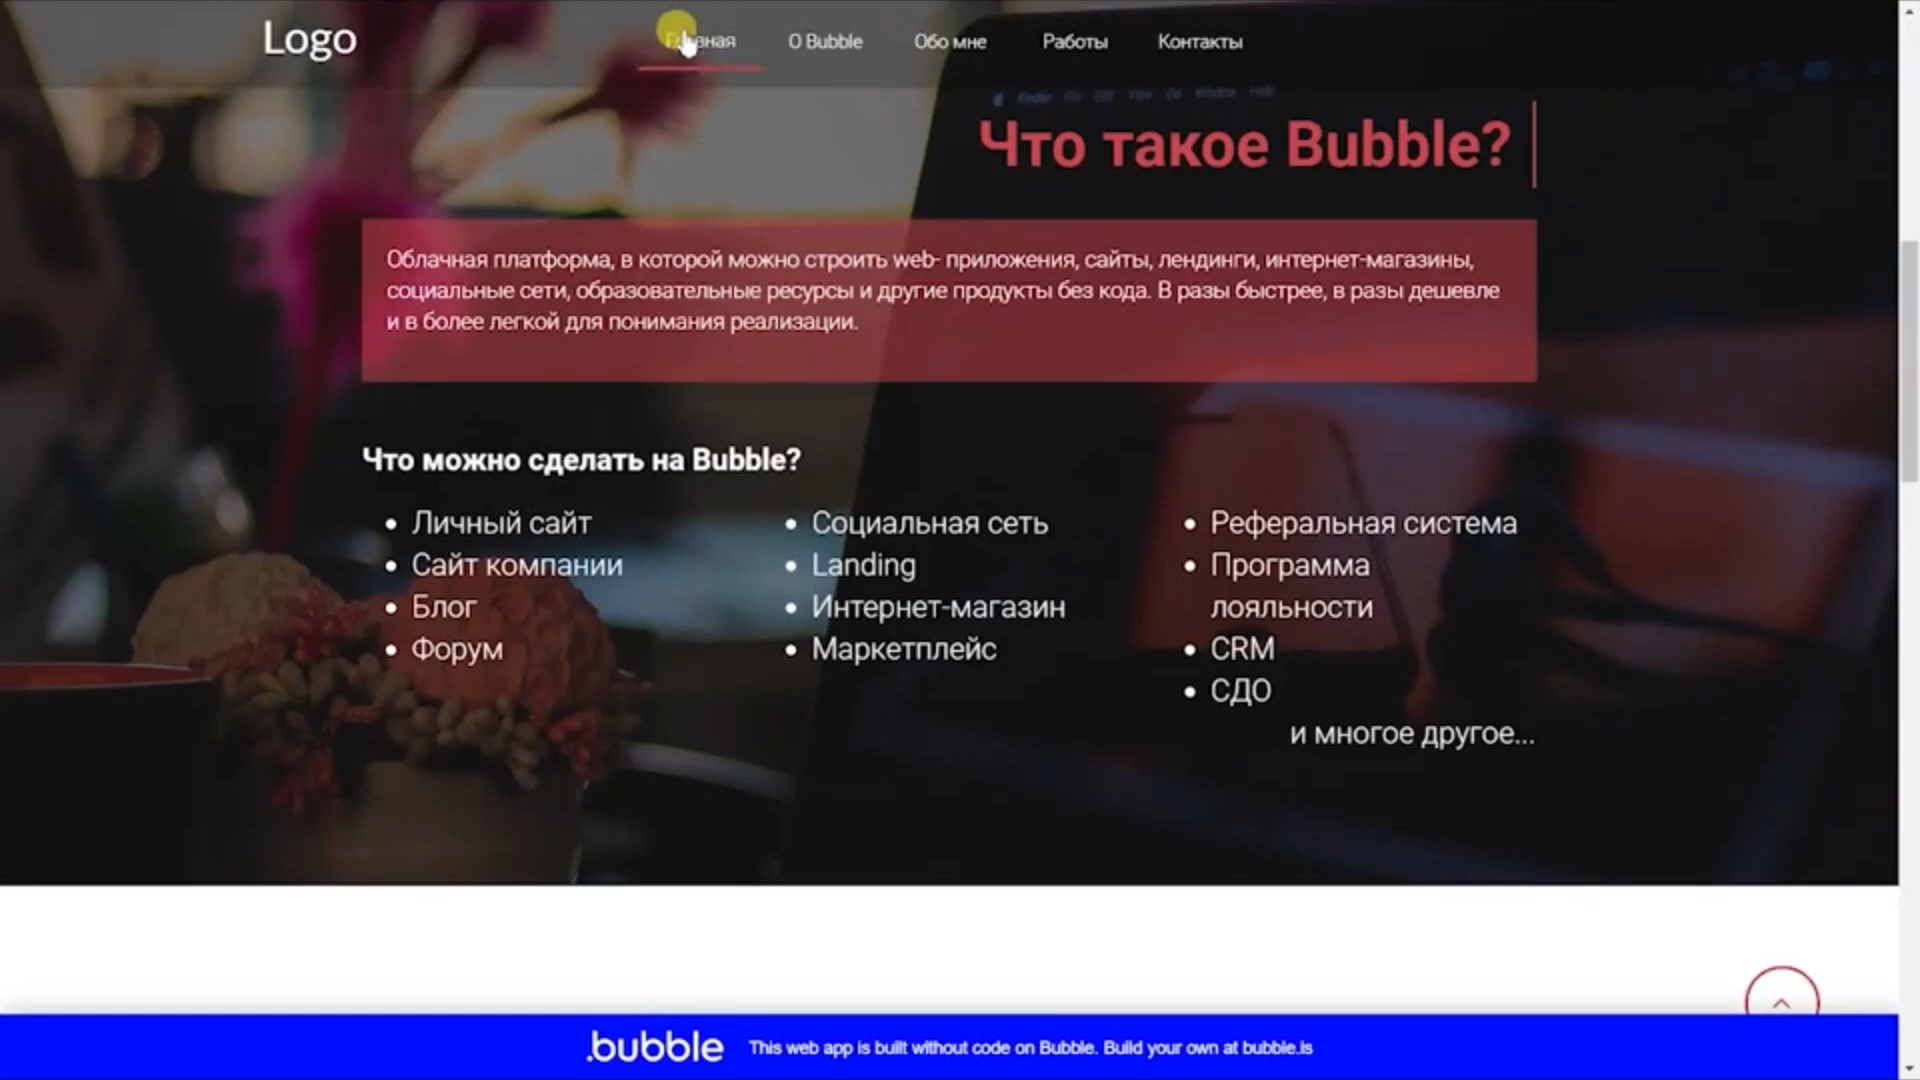 Logo
Главная
О Bubble
Обо мне
Работы
Контакты
Что такое Bubble?
Облачная платформа, в которой можно строить web- приложения, сайты, лендинги, интернет-магазины,
социальные сети, образовательные ресурсы и другие продукты без кода. В разы быстрее, в разы дешевле
и в более легкой для понимания реализации.
Что можно сделать на Bubble?
Личный сайт
Сайт компании
Блог
Форум
Социальная сеть
Landing
Интернет-магазин
Маркетплейс
Реферальная система
Программа
лояльности
CRM
СДО
и многое другое...
.bubble
This web app is built without code on Bubble. Build your own at bubble.is